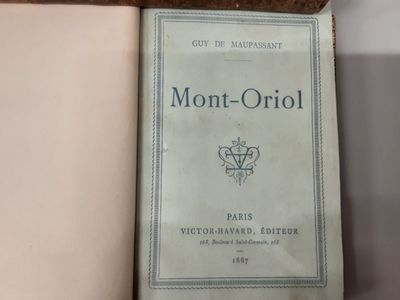 GUY DE MAUPASSANT
Mont-Oriol
PARIS
VICTOR-HAVARD, ÉDITEUR
168, Boulevard Saint-Germain, 168
1887